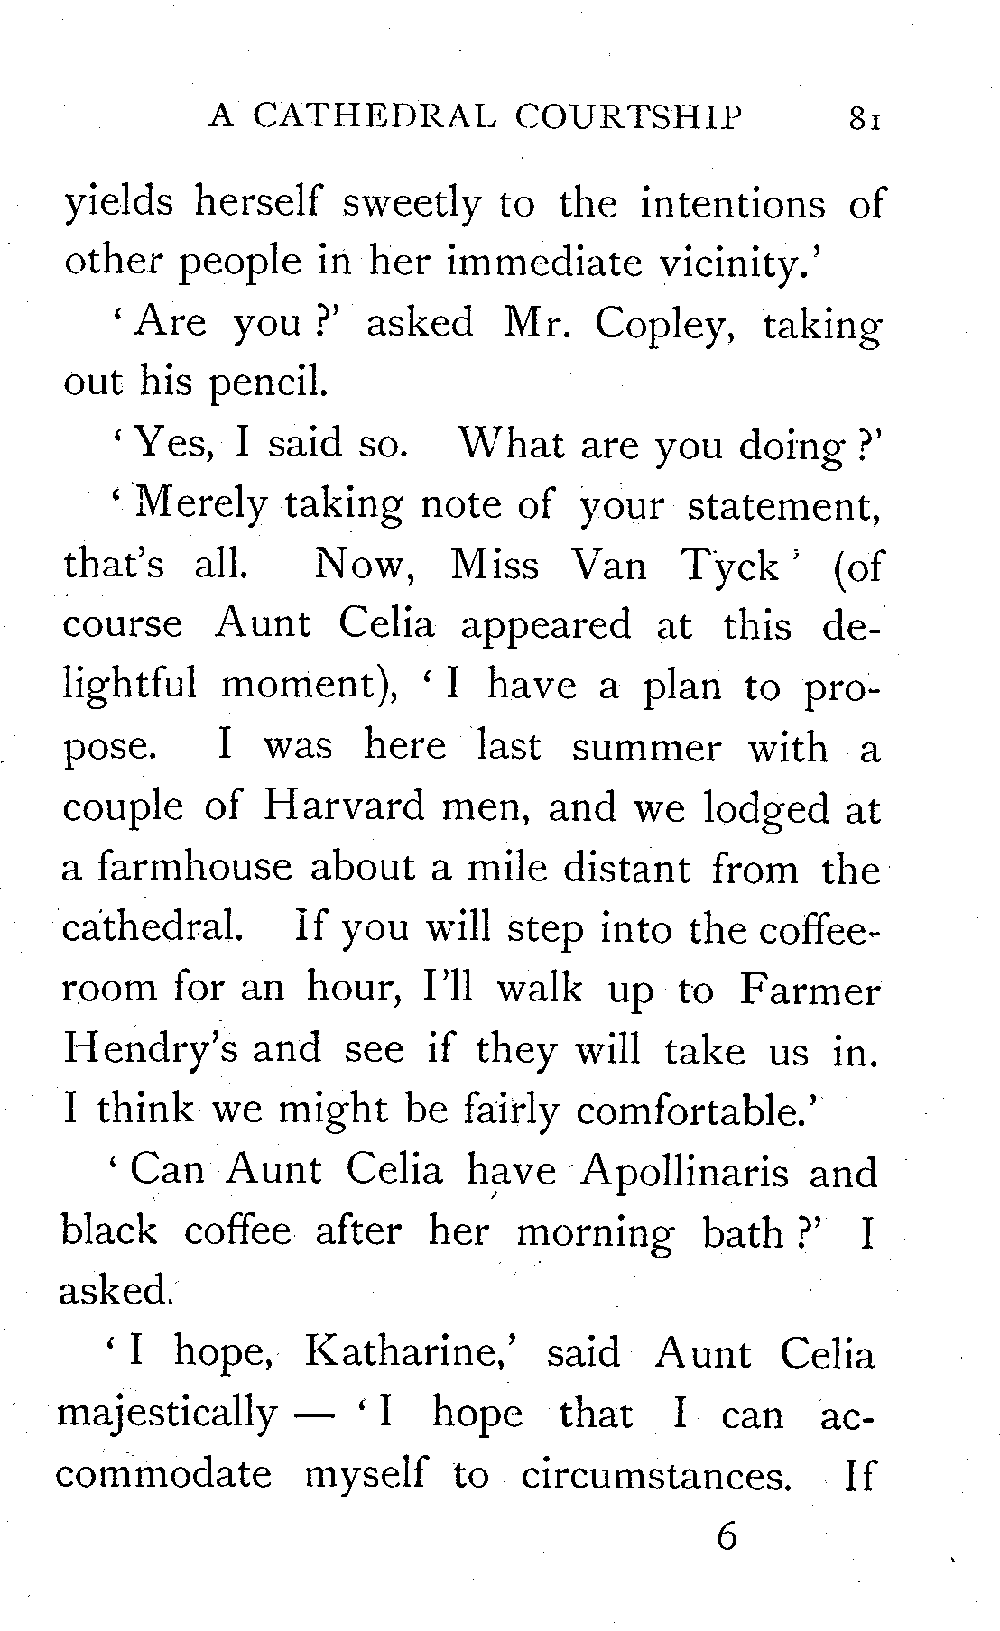 A CATHEDRAL COURTSHIP 81
yields herself sweetly to the intentions of
other people in her immediate vicinity.’
‘ Are you ?’ asked Mr. Copley, taking
out his pencil.
‘ Yes, I said so. What are you doing ?’
‘ Merely taking note of your statement,
that’s all. Now, Miss Van Tyck ’ (of
course Aunt Celia appeared at this de-
lightful moment), ‘ I have a plan to pro-
pose. I was here last summer with a
couple of Harvard men, and we lodged at
a farmhouse about a mile distant from the
cathedral. If you will step into the coffee-
room for an hour, I’ll walk up to Farmer
Hendry’s and see if they will take us in.
I think we might be fairly comfortable.’
‘ Can Aunt Celia have Apollinaris and
black coffee after her morning bath ?’ I
asked.
‘ I hope, Katharine,’ said Aunt Celia
majestically — ‘ I hope that I can ac-
commodate myself to circumstances. If
6